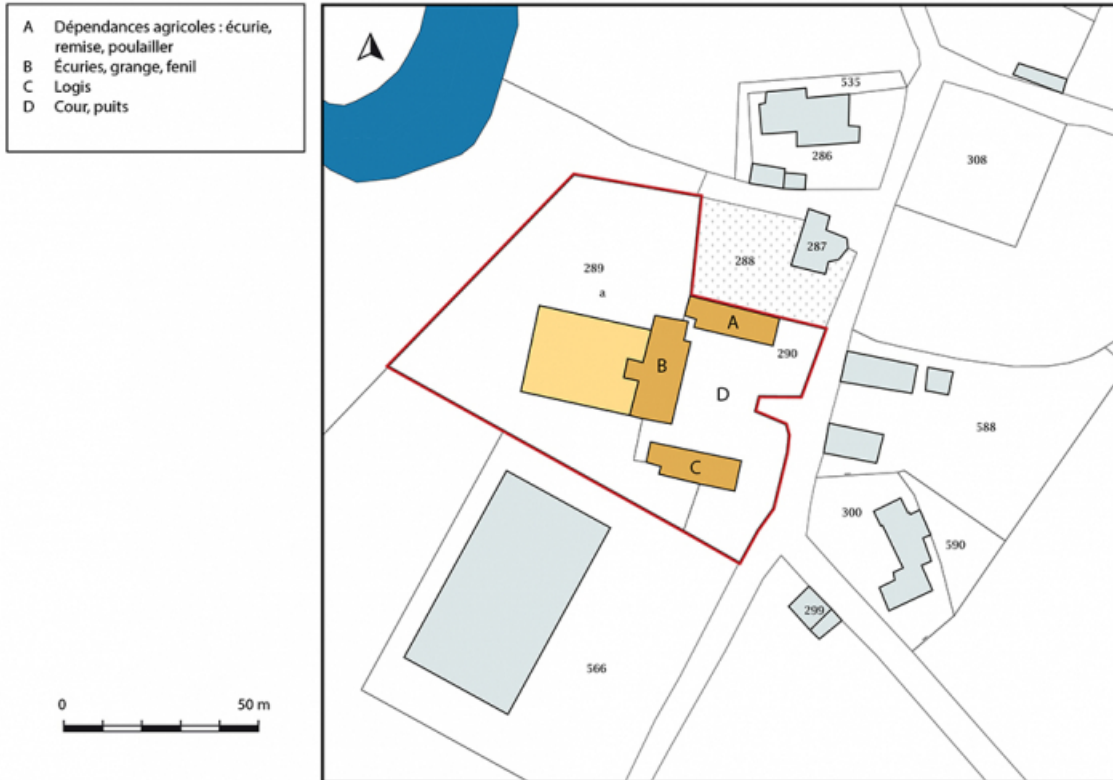 A Dépendances agricoles : écurie,
remise, poulailler
B Écuries, grange, fenil
C Logis
D Cour, puits
535
286
308
287
288
289
a
A
290
B
D
588
C
300
590
299
566
0 50 m